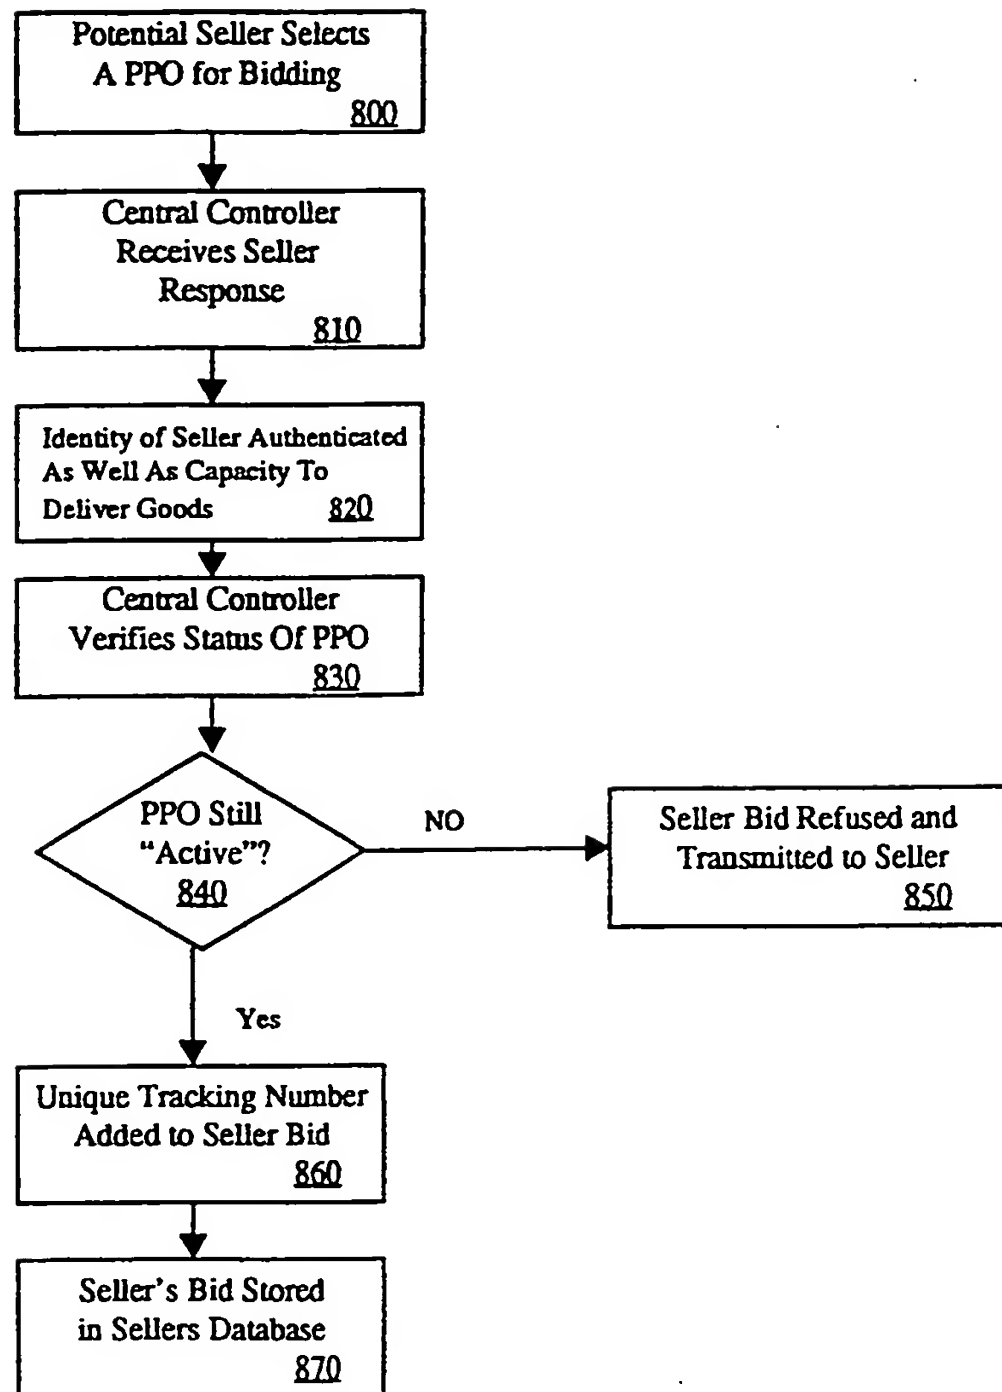 Potential Seller Selects
A PPO for Bidding
800
Central Controller
Receives Seller
Response
810
Identity of Seller Authenticated
As Well As Capacity To
Deliver Goods 820
Central Controller
Verifies Status Of PPO
830
PPO Still
“Active”?
840
NO
Seller Bid Refused and
Transmitted to Seller
850
Yes
Unique Tracking Number
Added to Seller Bid
860
Seller’s Bid Stored
in Sellers Database
870